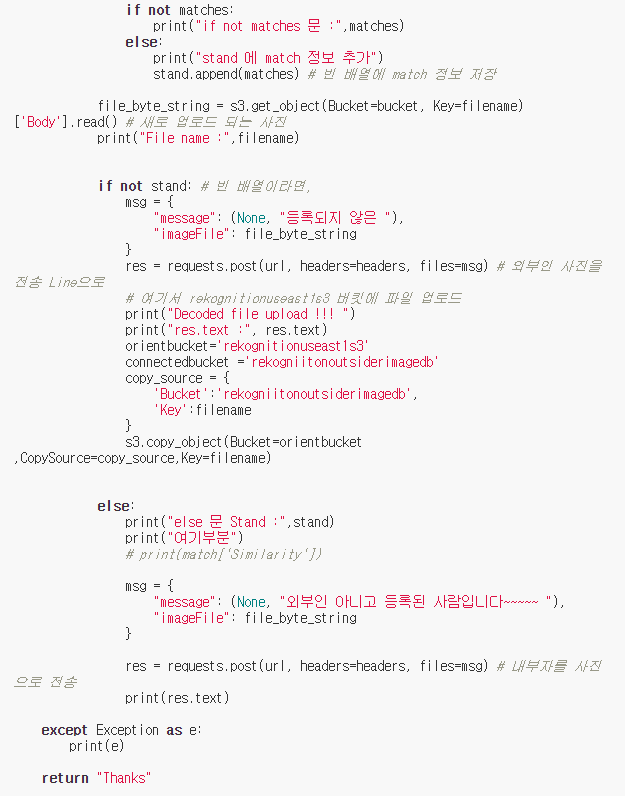 if not matches:
print("if not matches 문 :",matches)
else:
print("stand 에 match 정보 추가")
stand.append(matches) # 빈 배열에 match 정보 저장
file_byte_string = s3.get_object(Bucket=bucket, Key=filename)
['Body'].read() # 새로 업로드 되는 사진
print("File name :",filename)
if not stand: # 빈 배열이라면,
msg = {
"message": (None, "등록되지 않은 "),
"imageFile": file_byte_string
}
res = requests.post(url, headers=headers, files=msg) # 외부인 사진을
전송 Line으로
# 여기서 rekognitionuseast1s3 버킷에 파일 업로드
print("Decoded file upload !!! ")
print("res.text :", res.text)
orientbucket='rekognitionuseast1s3'
connectedbucket ='rekogniitonoutsiderimagedb'
copy_source = {
'Bucket':'rekogniitonoutsiderimagedb',
'Key':filename
}
s3.copy_object(Bucket=orientbucket
,CopySource=copy_source,Key=filename)
else:
print("else 문 Stand :",stand)
print("여기부분")
# print(match['Similarity'])
msg = {
"message": (None, "외부인 아니고 등록된 사람입니다~~~~~ "),
"imageFile": file_byte_string
}
res = requests.post(url, headers=headers, files=msg) # 내부자를 사진
으로 전송
print(res.text)
except Exception as e:
print(e)
return "Thanks"